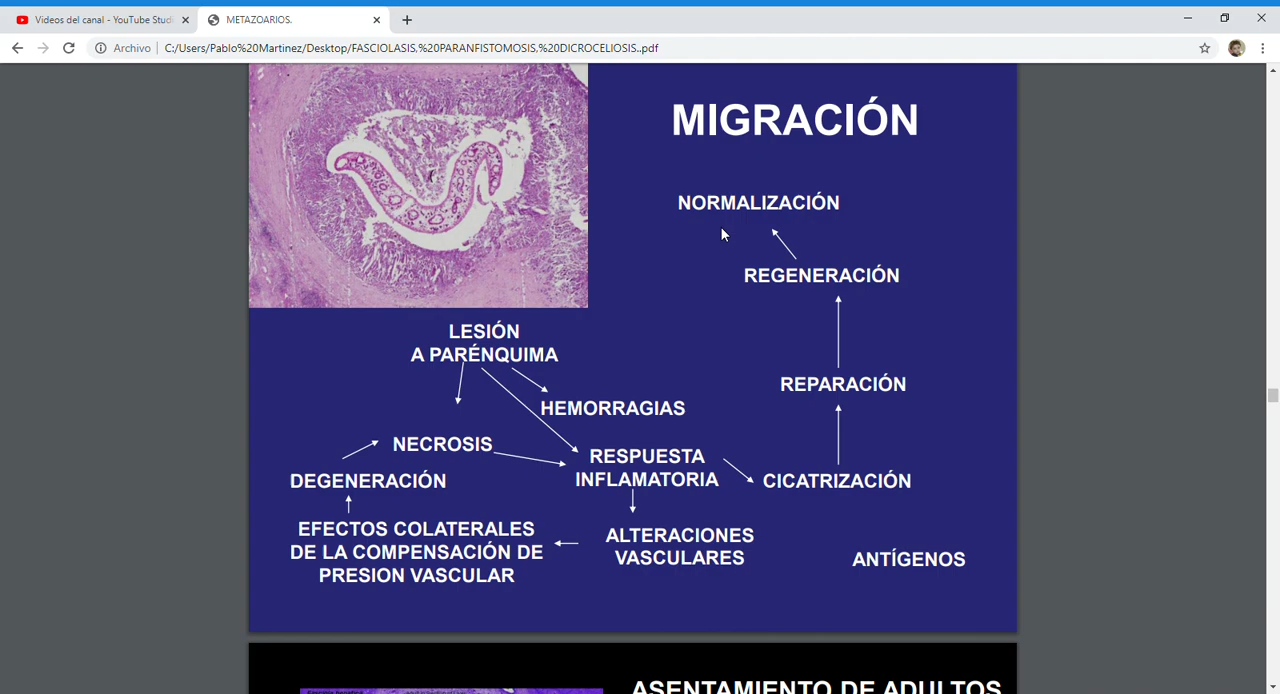 Videos del canal - YouTube Stud
METAZOARIOS.
Archivo
C:/Users/Pablo%20Martinez/Desktop/FASCIOLASIS,%20PARANFISTOMOSIS,%20DICROCELIOSIS..pdf
MIGRACIÓN
NORMALIZACIÓN
REGENERACIÓN
LESIÓN
A PARÉNQUIMA
REPARACIÓN
HEMORRAGIAS
NECROSIS
RESPUESTA
INFLAMATORIA
DEGENERACIÓN
CICATRIZACIÓN
EFECTOS COLATERALES
DE LA COMPENSACIÓN DE
PRESION VASCULAR
ALTERACIONES
VASCULARES
ANTÍGENOS
ASENTAMIENTO DE ADULTOS